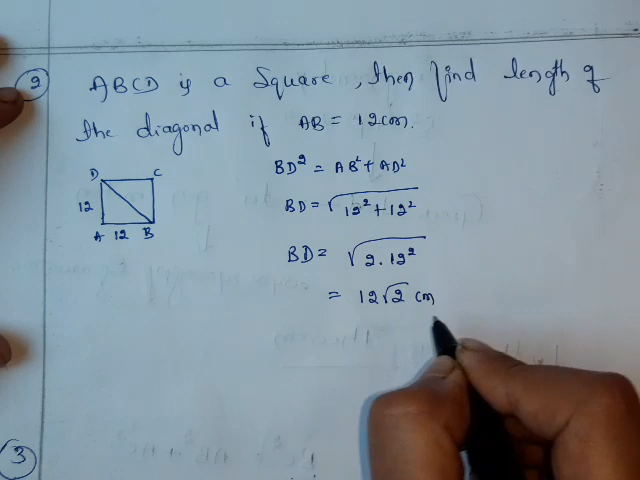 2 ABCD is a Square, then find length of
the diagonal if AB = 12cm.
D C
12
A 12 B
BD² = AB² + AD²
BD = √12² + 12²
BD = √2.12²
= 12√2 cm
3